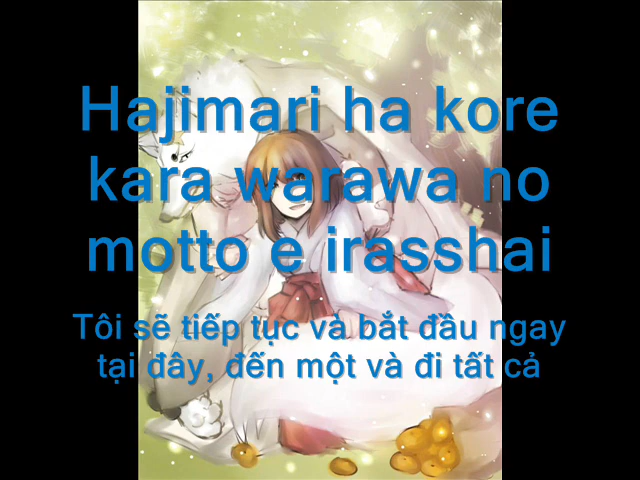 Hajimari ha kore
kara warawa no
motto e irasshai
Tôi sẽ tiếp tục và bắt đầu ngay
tại đây, đến một và đi tất cả